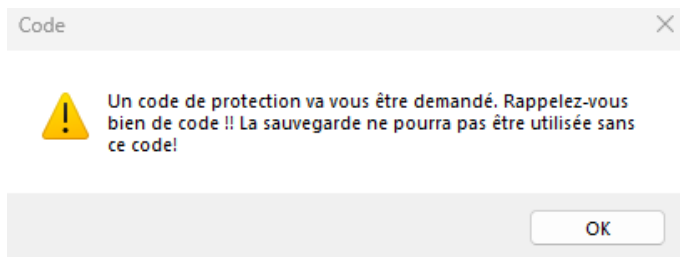 Code
Un code de protection va vous être demandé. Rappelez-vous
bien de code !! La sauvegarde ne pourra pas être utilisée sans
ce code!
OK